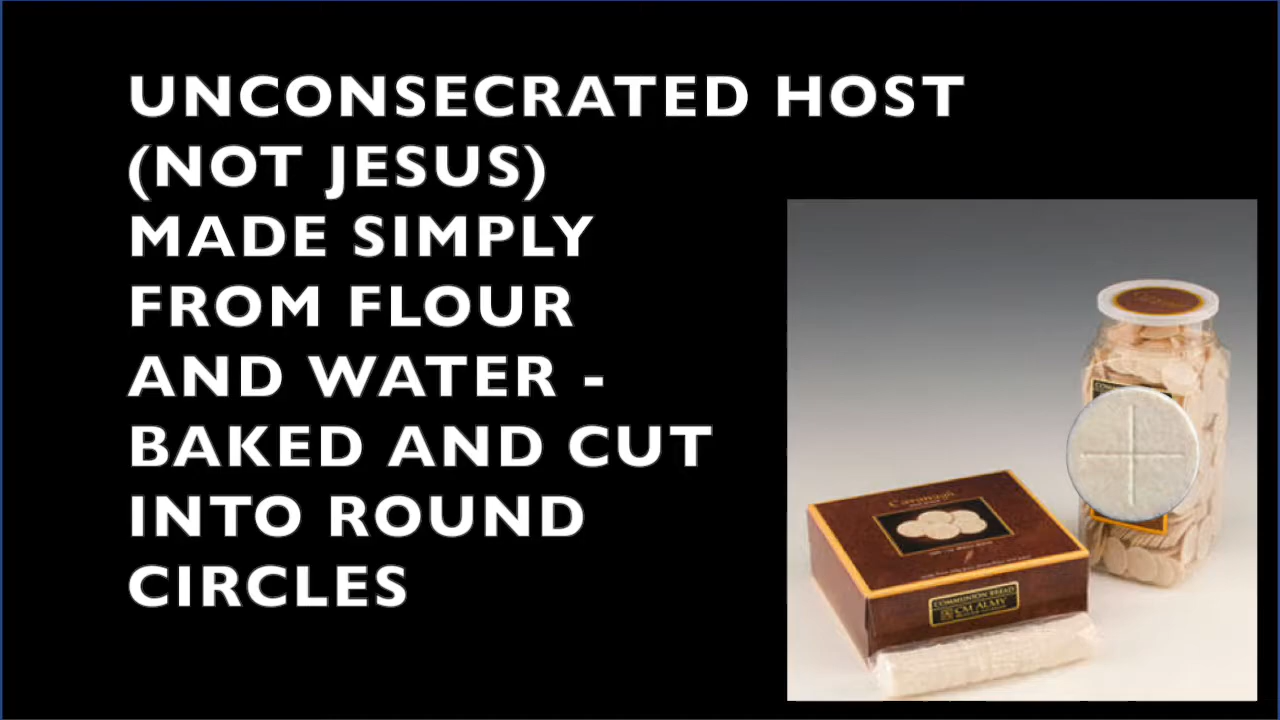 UNCONSECRATED HOST
(NOT JESUS)
MADE SIMPLY
FROM FLOUR
AND WATER -
BAKED AND CUT
INTO ROUND
CIRCLES
Cavanagh
COMMUNION BREAD
CM ALMY